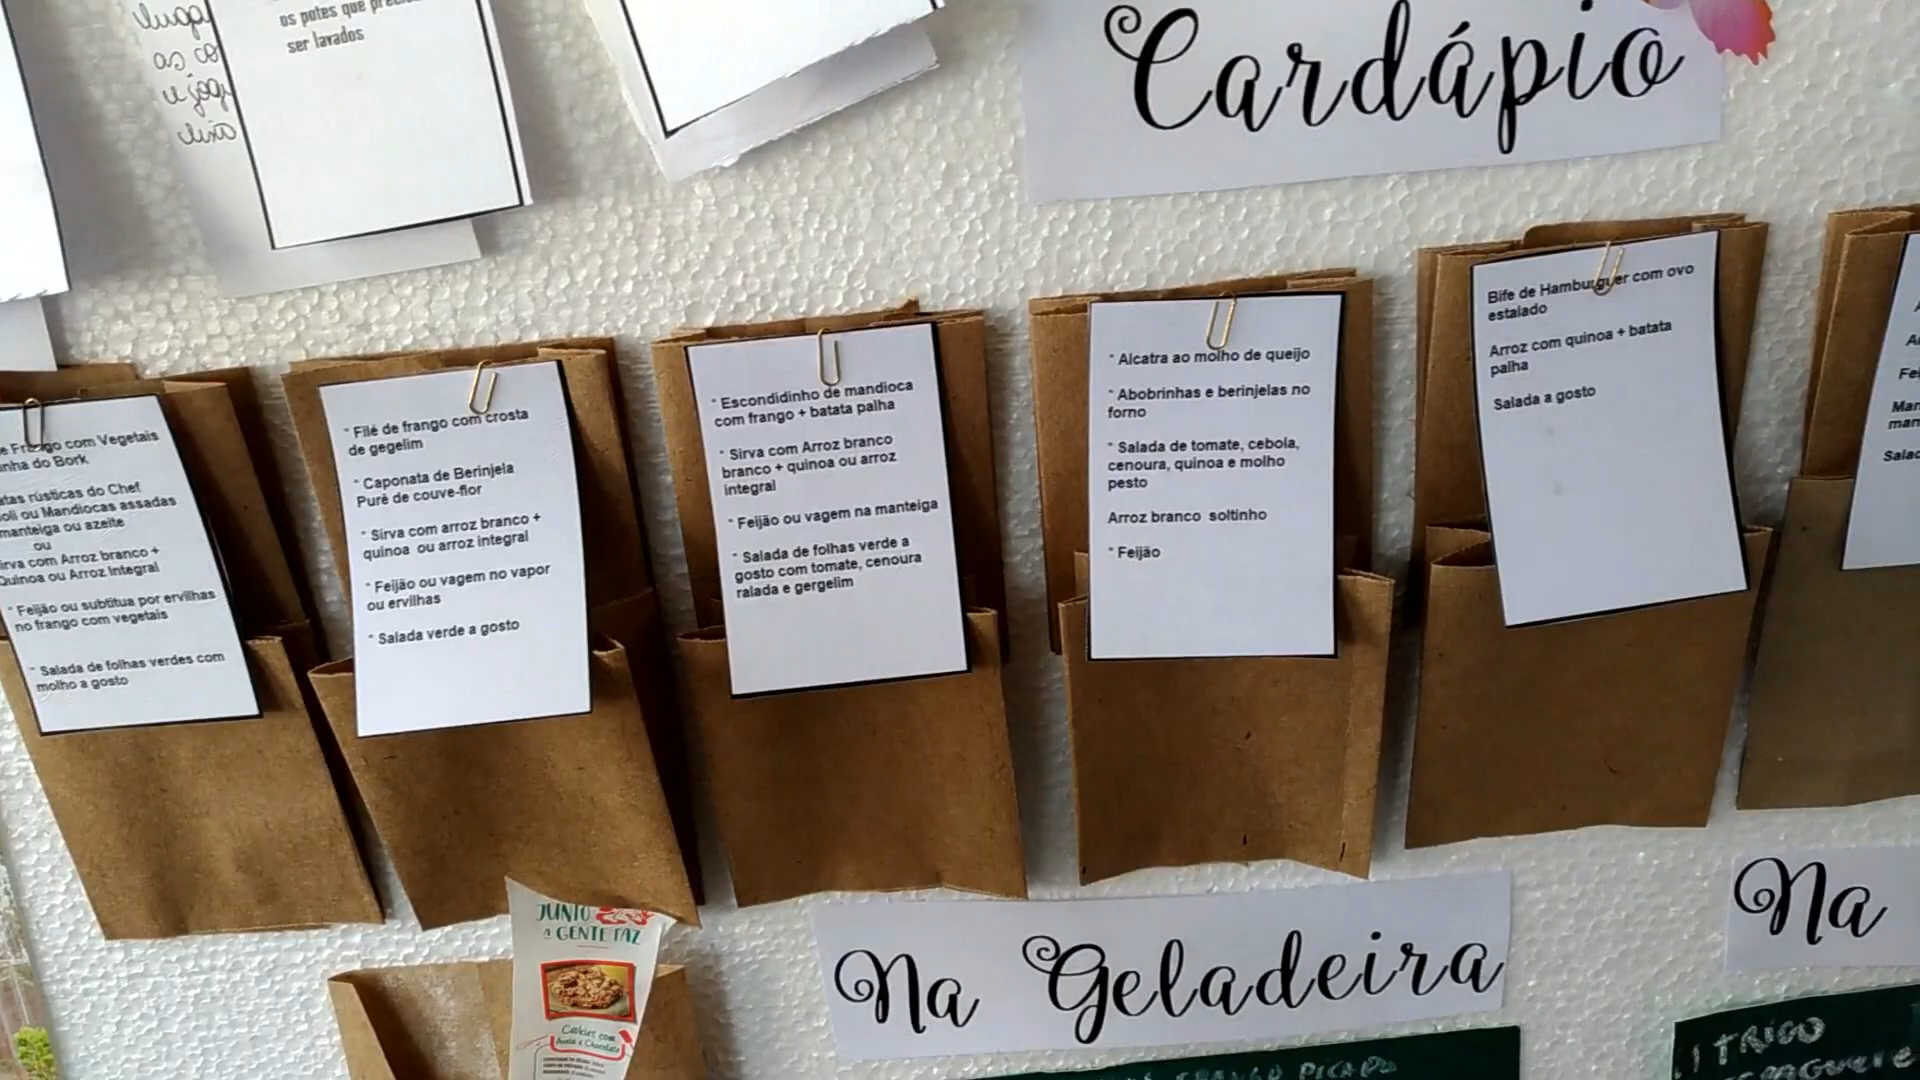 os potes que
ser lavados
Cardápio
Frango com Vegetais
do Bork
rústicas do Chef
ou Mandiocas assadas
manteiga ou azeite
ou
com Arroz branco +
Quinoa ou Arroz Integral
* Feijão ou subtitua por ervilhas
no frango com vegetais
* Salada de folhas verdes com
molho a gosto
* Filé de frango com crosta
de gegelim
* Caponata de Berinjela
Purê de couve-flor
* Sirva com arroz branco +
quinoa ou arroz integral
* Feijão ou vagem no vapor
ou ervilhas
* Salada verde a gosto
* Escondidinho de mandioca
com frango + batata palha
* Sirva com Arroz branco
branco + quinoa ou arroz
integral
* Feijão ou vagem na manteiga
* Salada de folhas verde a
gosto com tomate, cenoura
ralada e gergelim
* Alcatra ao molho de queijo
* Abobrinhas e berinjelas no
forno
* Salada de tomate, cebola,
cenoura, quinoa e molho
pesto
Arroz branco soltinho
* Feijão
Bife de Hamburguer com ovo
estalado
Arroz com quinoa + batata
palha
Salada a gosto
JUNTO
A GENTE FAZ
Cookies com
Aveia e Chocolate
Na Geladeira
Na
FRANGO PICADO
1 TRIGO